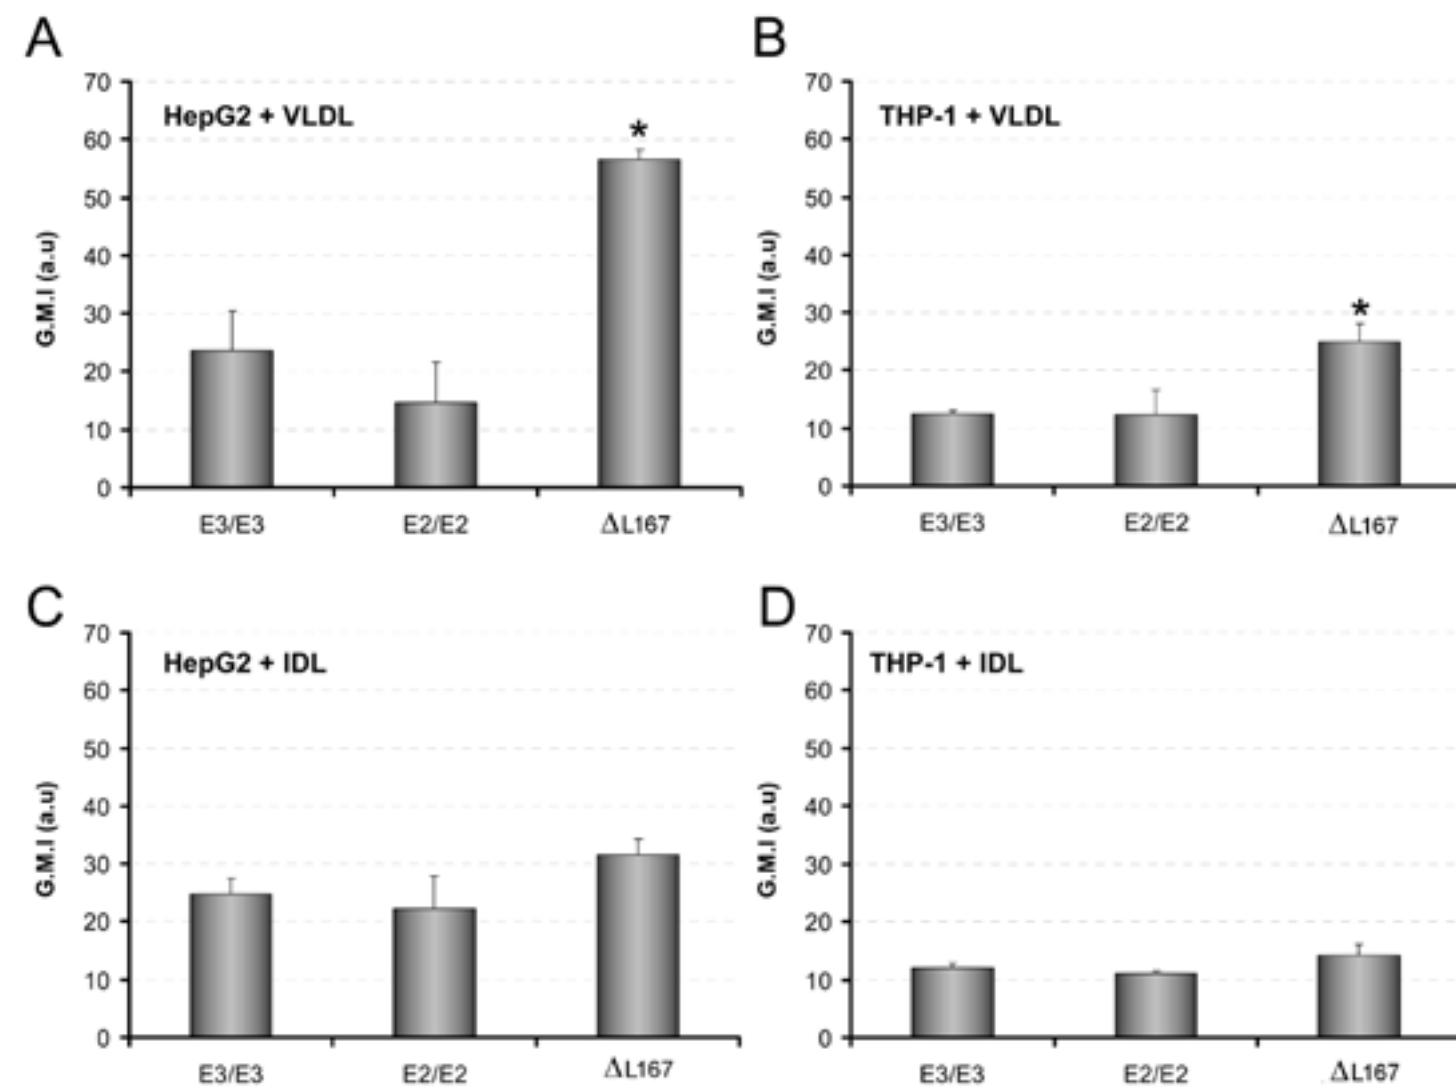 A
70
60
50
40
30
20
10
0
G.M.I (a.u)
HepG2 + VLDL
*
E3/E3 E2/E2 ΔL167
B
70
60
50
40
30
20
10
0
G.M.I (a.u)
THP-1 + VLDL
*
E3/E3 E2/E2 ΔL167
C
70
60
50
40
30
20
10
0
G.M.I (a.u)
HepG2 + IDL
E3/E3 E2/E2 ΔL167
D
70
60
50
40
30
20
10
0
G.M.I (a.u)
THP-1 + IDL
E3/E3 E2/E2 ΔL167